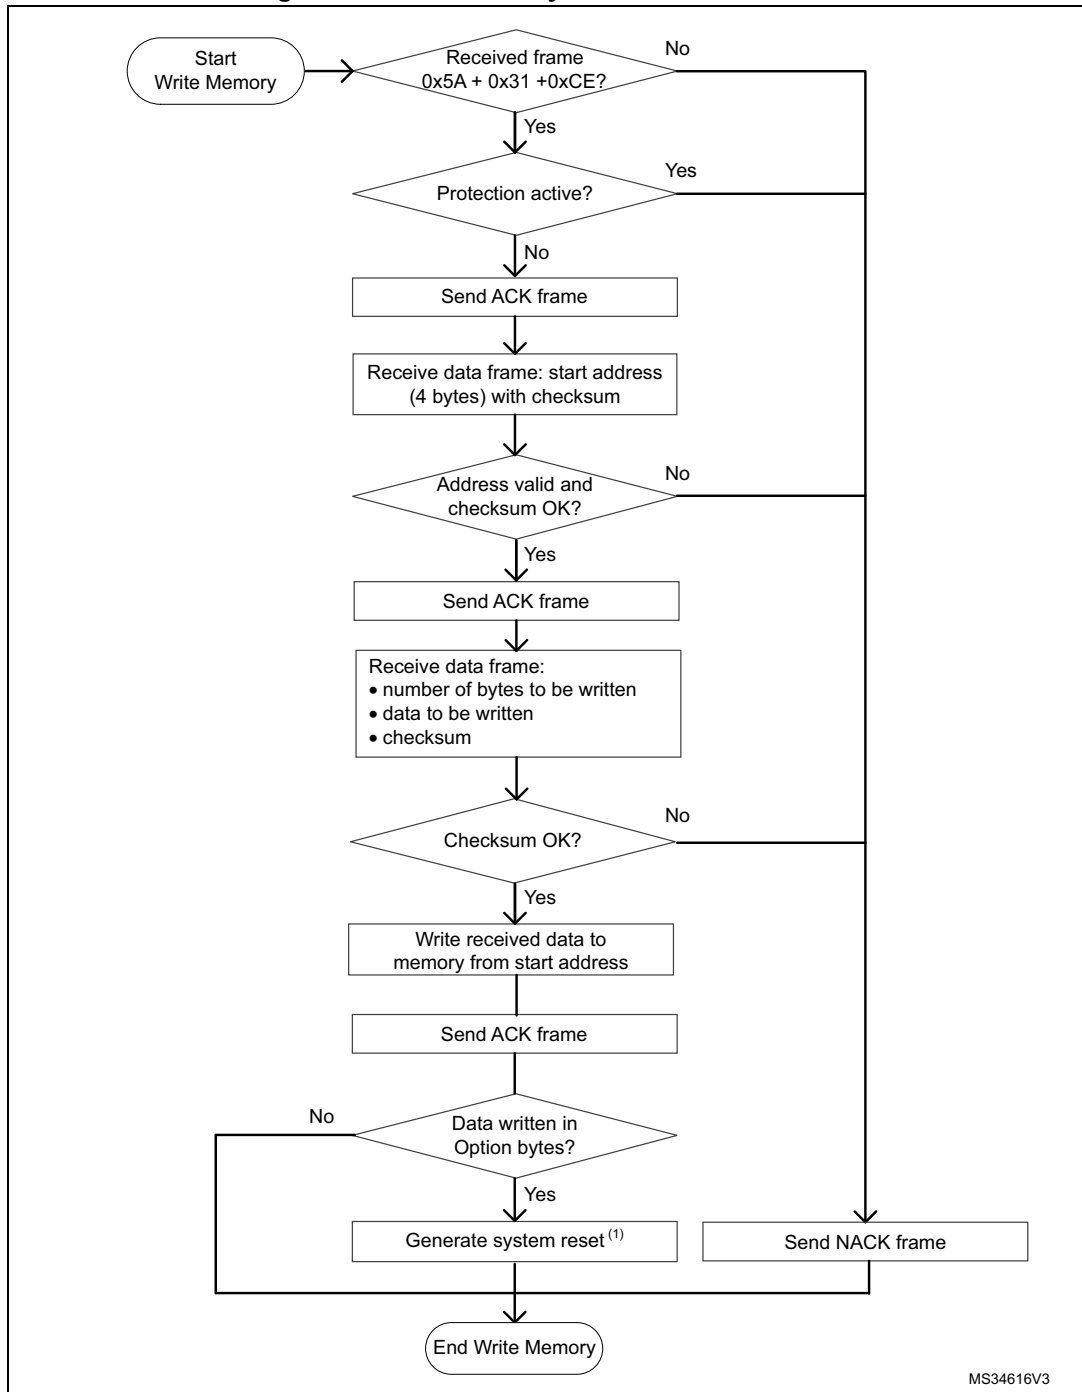 Start
Write Memory
Received frame
0x5A + 0x31 +0xCE?
No
Yes
Protection active?
Yes
No
Send ACK frame
Receive data frame: start address
(4 bytes) with checksum
Address valid and
checksum OK?
No
Yes
Send ACK frame
Receive data frame:
• number of bytes to be written
• data to be written
• checksum
Checksum OK?
No
Yes
Write received data to
memory from start address
Send ACK frame
No
Data written in
Option bytes?
Yes
Generate system reset (1)
Send NACK frame
End Write Memory
MS34616V3